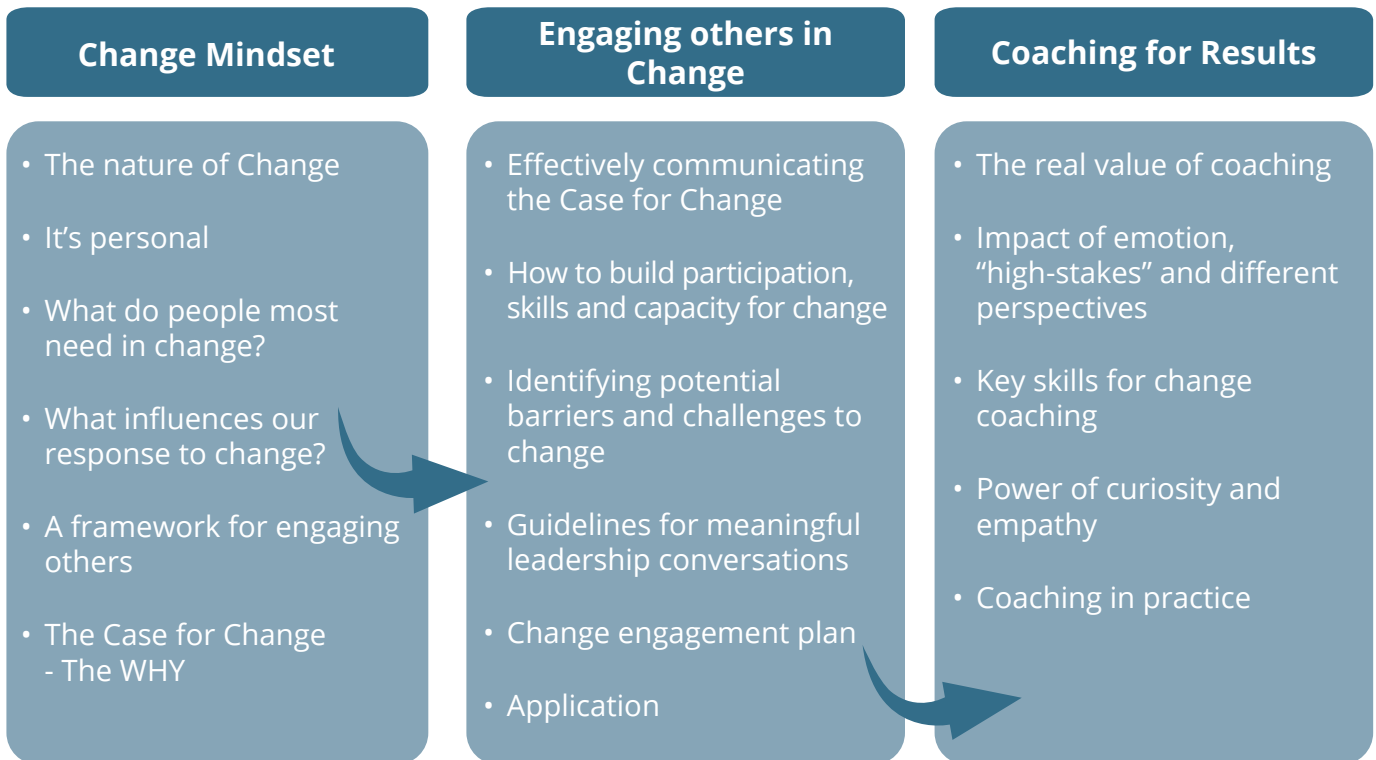 Change Mindset
• The nature of Change
• It’s personal
• What do people most
need in change?
• What influences our
response to change?
• A framework for engaging
others
• The Case for Change
- The WHY
Engaging others in
Change
• Effectively communicating
the Case for Change
• How to build participation,
skills and capacity for change
• Identifying potential
barriers and challenges to
change
• Guidelines for meaningful
leadership conversations
• Change engagement plan
• Application
Coaching for Results
• The real value of coaching
• Impact of emotion,
“high-stakes” and different
perspectives
• Key skills for change
coaching
• Power of curiosity and
empathy
• Coaching in practice